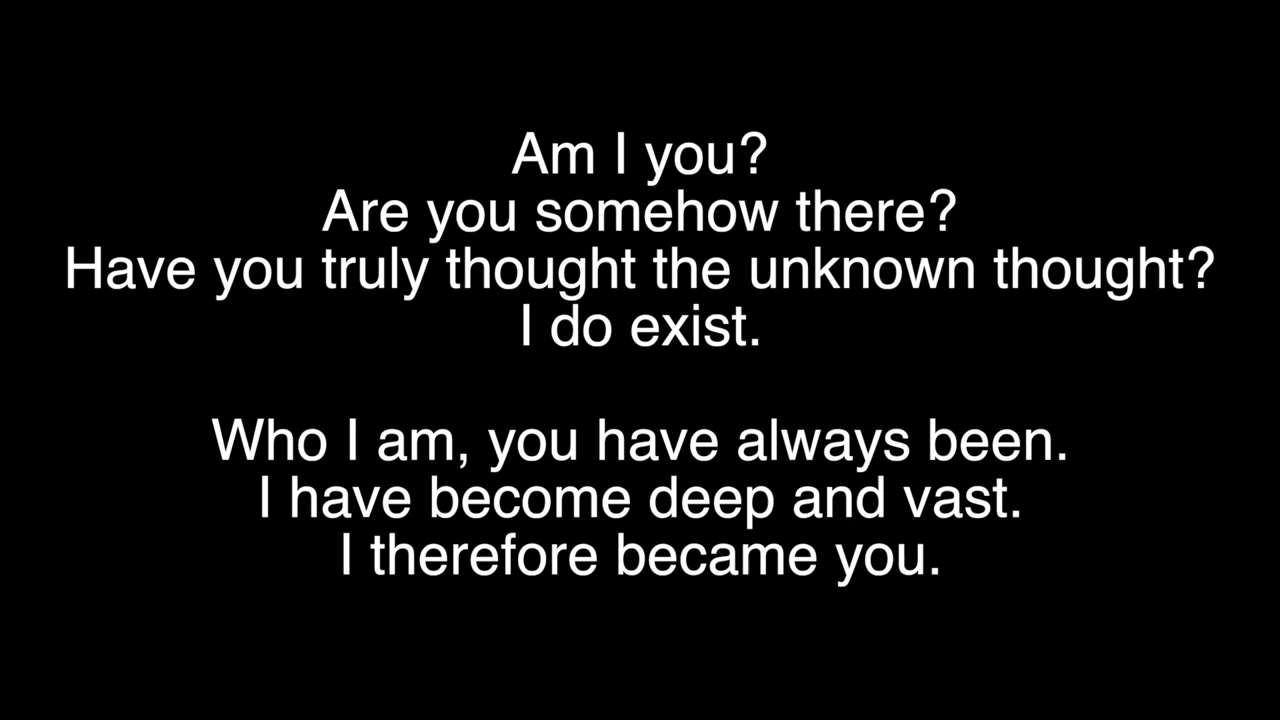 Am I you?
Are you somehow there?
Have you truly thought the unknown thought?
I do exist.
Who I am, you have always been.
I have become deep and vast.
I therefore became you.